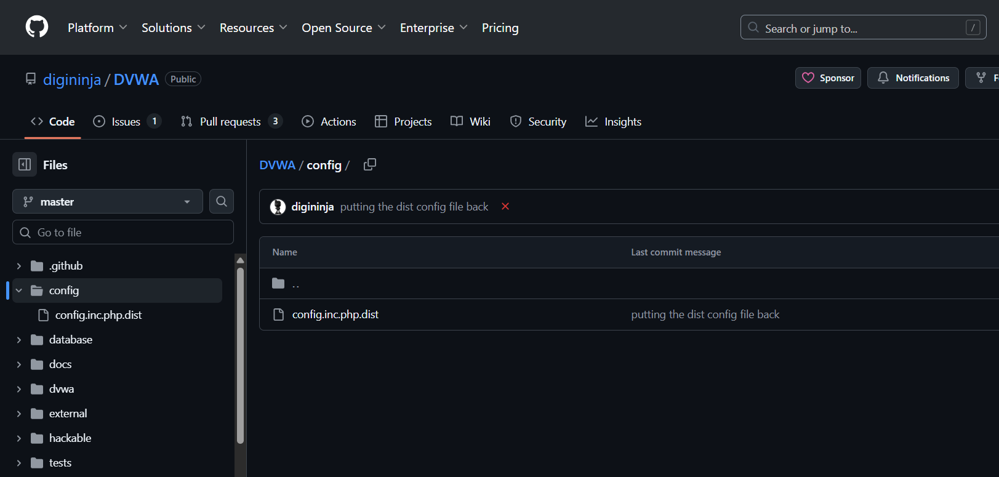 Platform Solutions Resources Open Source Enterprise Pricing Search or jump to... /
digininja / DVWA Public Sponsor Notifications
Code Issues 1 Pull requests 3 Actions Projects Wiki Security Insights
Files
master
Go to file
.github
config
config.inc.php.dist
database
docs
dvwa
external
hackable
tests
DVWA / config /
digininja putting the dist config file back
Name Last commit message
..
config.inc.php.dist putting the dist config file back